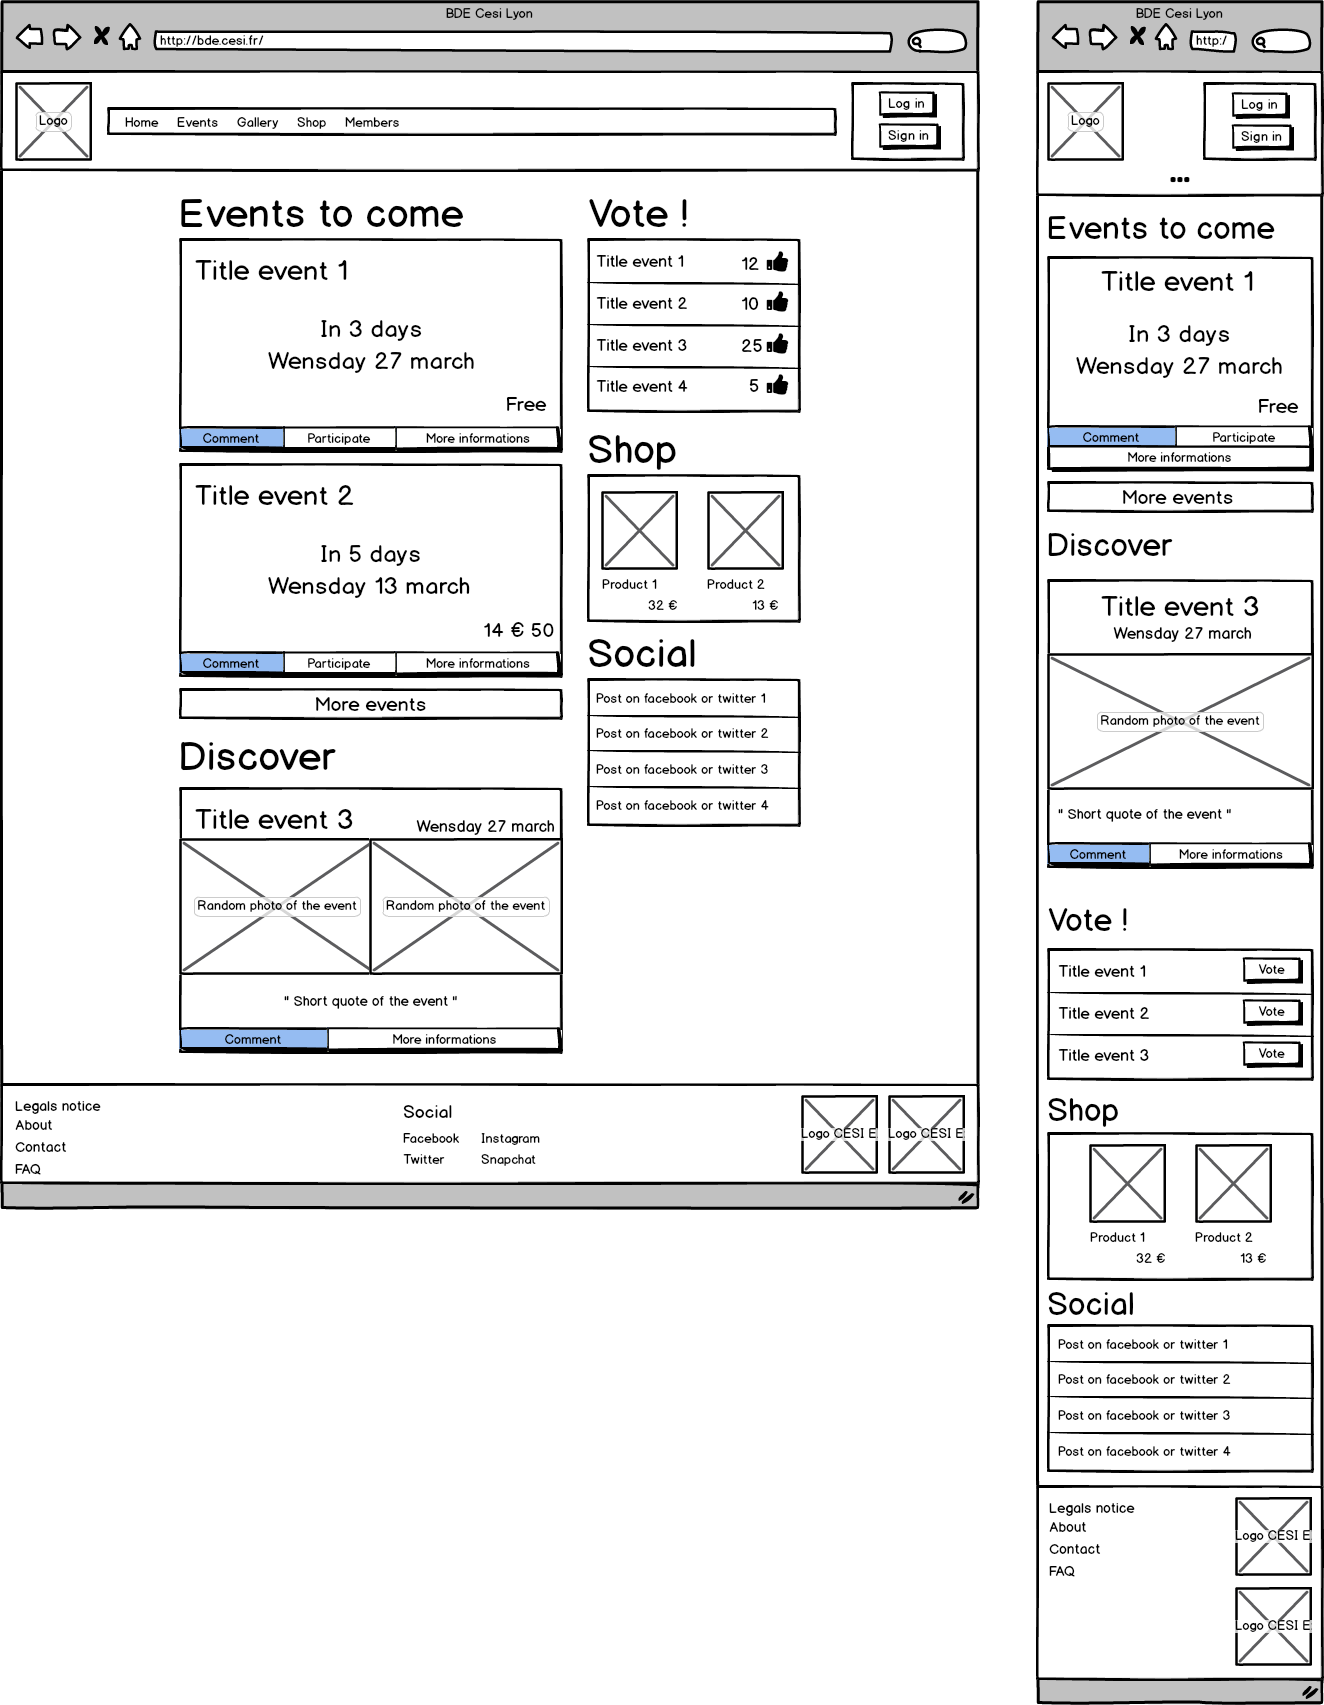 BDE Cesi Lyon
http://bde.cesi.fr/
Logo
Home Events Gallery Shop Members
Log in
Sign in
Events to come
Title event 1
In 3 days
Wensday 27 march
Free
Comment Participate More informations
Title event 2
In 5 days
Wensday 13 march
14 € 50
Comment Participate More informations
More events
Discover
Title event 3 Wensday 27 march
Random photo of the event Random photo of the event
" Short quote of the event "
Comment More informations
Vote !
Title event 1 12
Title event 2 10
Title event 3 25
Title event 4 5
Shop
Product 1 Product 2
32 € 13 €
Social
Post on facebook or twitter 1
Post on facebook or twitter 2
Post on facebook or twitter 3
Post on facebook or twitter 4
Legals notice
About
Contact
FAQ
Social
Facebook Instagram
Twitter Snapchat
Logo CESI E Logo CESI E
BDE Cesi Lyon
http:/
Logo
Log in
Sign in
...
Events to come
Title event 1
In 3 days
Wensday 27 march
Free
Comment Participate
More informations
More events
Discover
Title event 3
Wensday 27 march
Random photo of the event
" Short quote of the event "
Comment More informations
Vote !
Title event 1 Vote
Title event 2 Vote
Title event 3 Vote
Shop
Product 1 Product 2
32 € 13 €
Social
Post on facebook or twitter 1
Post on facebook or twitter 2
Post on facebook or twitter 3
Post on facebook or twitter 4
Legals notice
About
Contact
FAQ
Logo CESI E
Logo CESI E